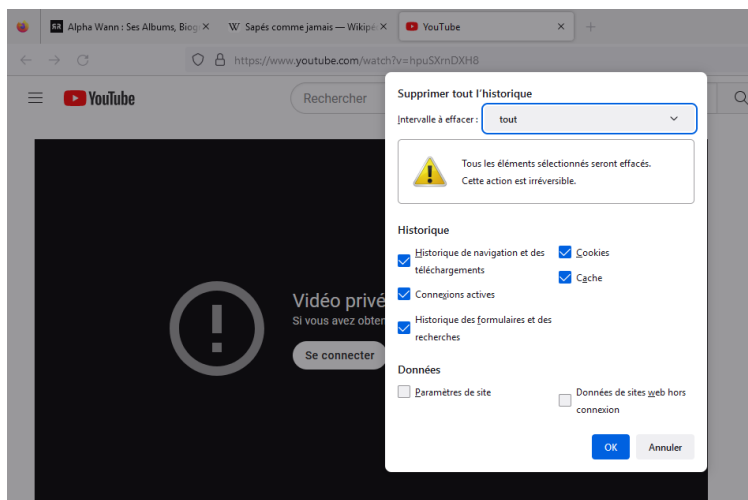 Alpha Wann : Ses Albums, Biog
Sapés comme jamais — Wikipé
YouTube
https://www.youtube.com/watch?v=hpuSXrnDXH8
YouTube
Rechercher
Supprimer tout l'historique
Intervalle à effacer :
tout
Tous les éléments sélectionnés seront effacés.
Cette action est irréversible.
Historique
Historique de navigation et des
téléchargements
Cookies
Cache
Connexions actives
Historique des formulaires et des
recherches
Données
Paramètres de site
Données de sites web hors
connexion
OK
Annuler
Vidéo privé
Si vous avez obten
Se connecter